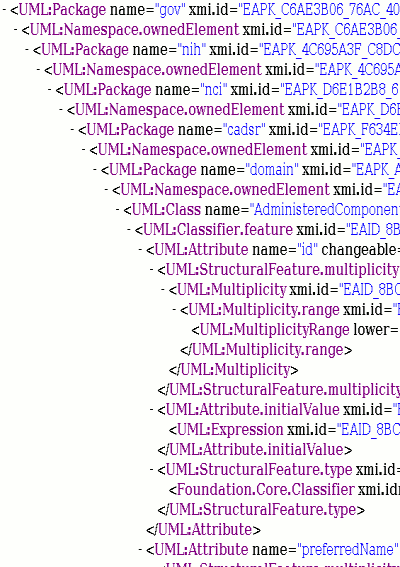 - <UML:Package name="gov" xmi.id="EAPK_C6AE3B06_76AC_40
- <UML:Namespace.ownedElement xmi.id="EAPK_C6AE3B06_
- <UML:Package name="nih" xmi.id="EAPK_4C695A3F_C8DC
- <UML:Namespace.ownedElement xmi.id="EAPK_4C695A
- <UML:Package name="nci" xmi.id="EAPK_D6E1B2B8_6
- <UML:Namespace.ownedElement xmi.id="EAPK_D6E
- <UML:Package name="cadsr" xmi.id="EAPK_F634E
- <UML:Namespace.ownedElement xmi.id="EAPK_
- <UML:Package name="domain" xmi.id="EAPK_A
- <UML:Namespace.ownedElement xmi.id="EA
- <UML:Class name="AdministeredComponent
- <UML:Classifier.feature xmi.id="EAID_8B
- <UML:Attribute name="id" changeable=
- <UML:StructuralFeature.multiplicity
- <UML:Multiplicity xmi.id="EAID_8BC
- <UML:Multiplicity.range xmi.id="E
<UML:MultiplicityRange lower=
</UML:Multiplicity.range>
</UML:Multiplicity>
</UML:StructuralFeature.multiplicity
- <UML:Attribute.initialValue xmi.id="E
<UML:Expression xmi.id="EAID_8BC
</UML:Attribute.initialValue>
- <UML:StructuralFeature.type xmi.id=
<Foundation.Core.Classifier xmi.id
</UML:StructuralFeature.type>
</UML:Attribute>
- <UML:Attribute name="preferredName"